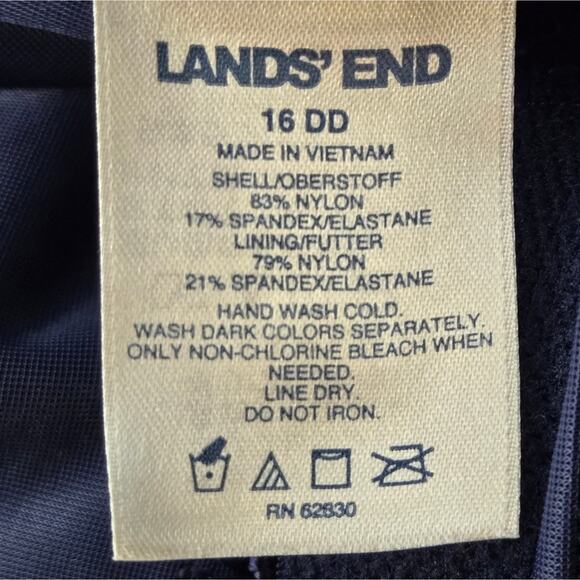 LANDS' END
16 DD
MADE IN VIETNAM
SHELL/OBERSTOFF
83% NYLON
17% SPANDEX/ELASTANE
LINING/FUTTER
79% NYLON
21% SPANDEX/ELASTANE
HAND WASH COLD.
WASH DARK COLORS SEPARATELY.
ONLY NON-CHLORINE BLEACH WHEN
NEEDED.
LINE DRY.
DO NOT IRON.
RN 62830